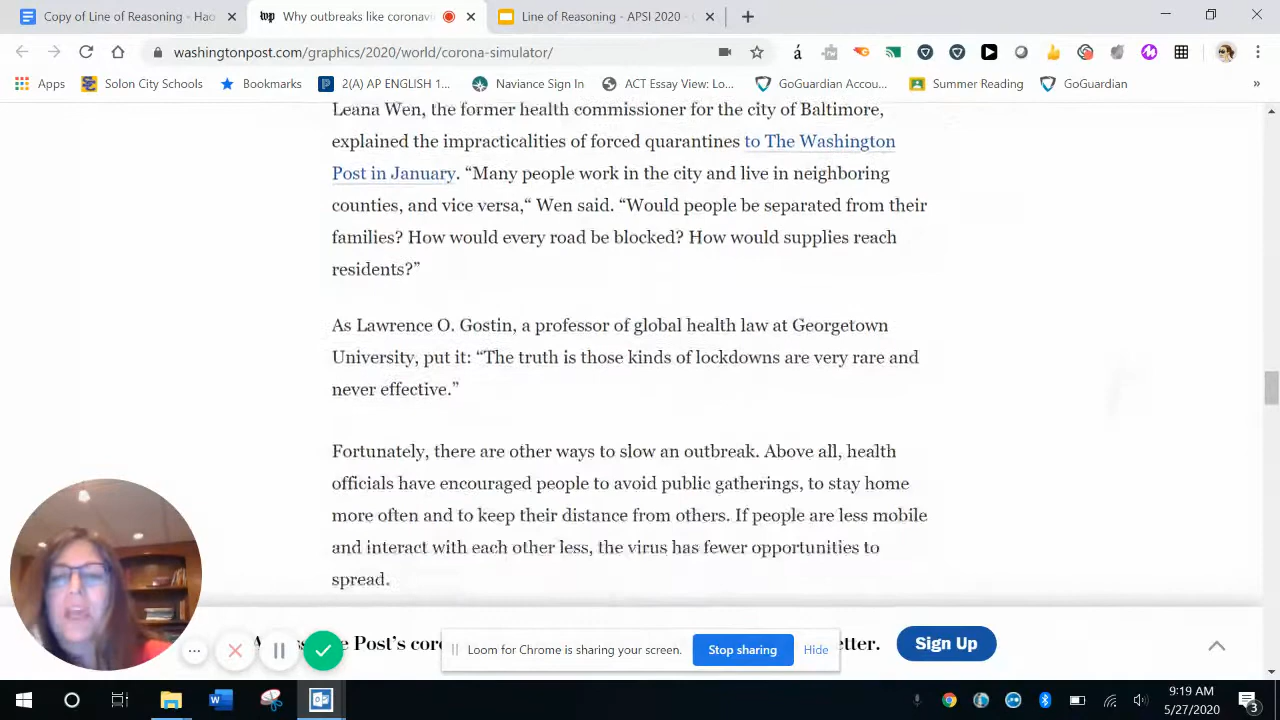 Copy of Line of Reasoning - Hac
Why outbreaks like coronavi
Line of Reasoning - APSI 2020 -
washingtonpost.com/graphics/2020/world/corona-simulator/
Apps
Solon City Schools
Bookmarks
2(A) AP ENGLISH 1...
Naviance Sign In
ACT Essay View: Lo...
GoGuardian Accou...
Summer Reading
GoGuardian
Leana Wen, the former health commissioner for the city of Baltimore,
explained the impracticalities of forced quarantines to The Washington
Post in January. “Many people work in the city and live in neighboring
counties, and vice versa,“ Wen said. “Would people be separated from their
families? How would every road be blocked? How would supplies reach
residents?”
As Lawrence O. Gostin, a professor of global health law at Georgetown
University, put it: “The truth is those kinds of lockdowns are very rare and
never effective.”
Fortunately, there are other ways to slow an outbreak. Above all, health
officials have encouraged people to avoid public gatherings, to stay home
more often and to keep their distance from others. If people are less mobile
and interact with each other less, the virus has fewer opportunities to
spread.
e Post’s cor
etter.
Sign Up
Loom for Chrome is sharing your screen.
Stop sharing
Hide
9:19 AM
5/27/2020
3